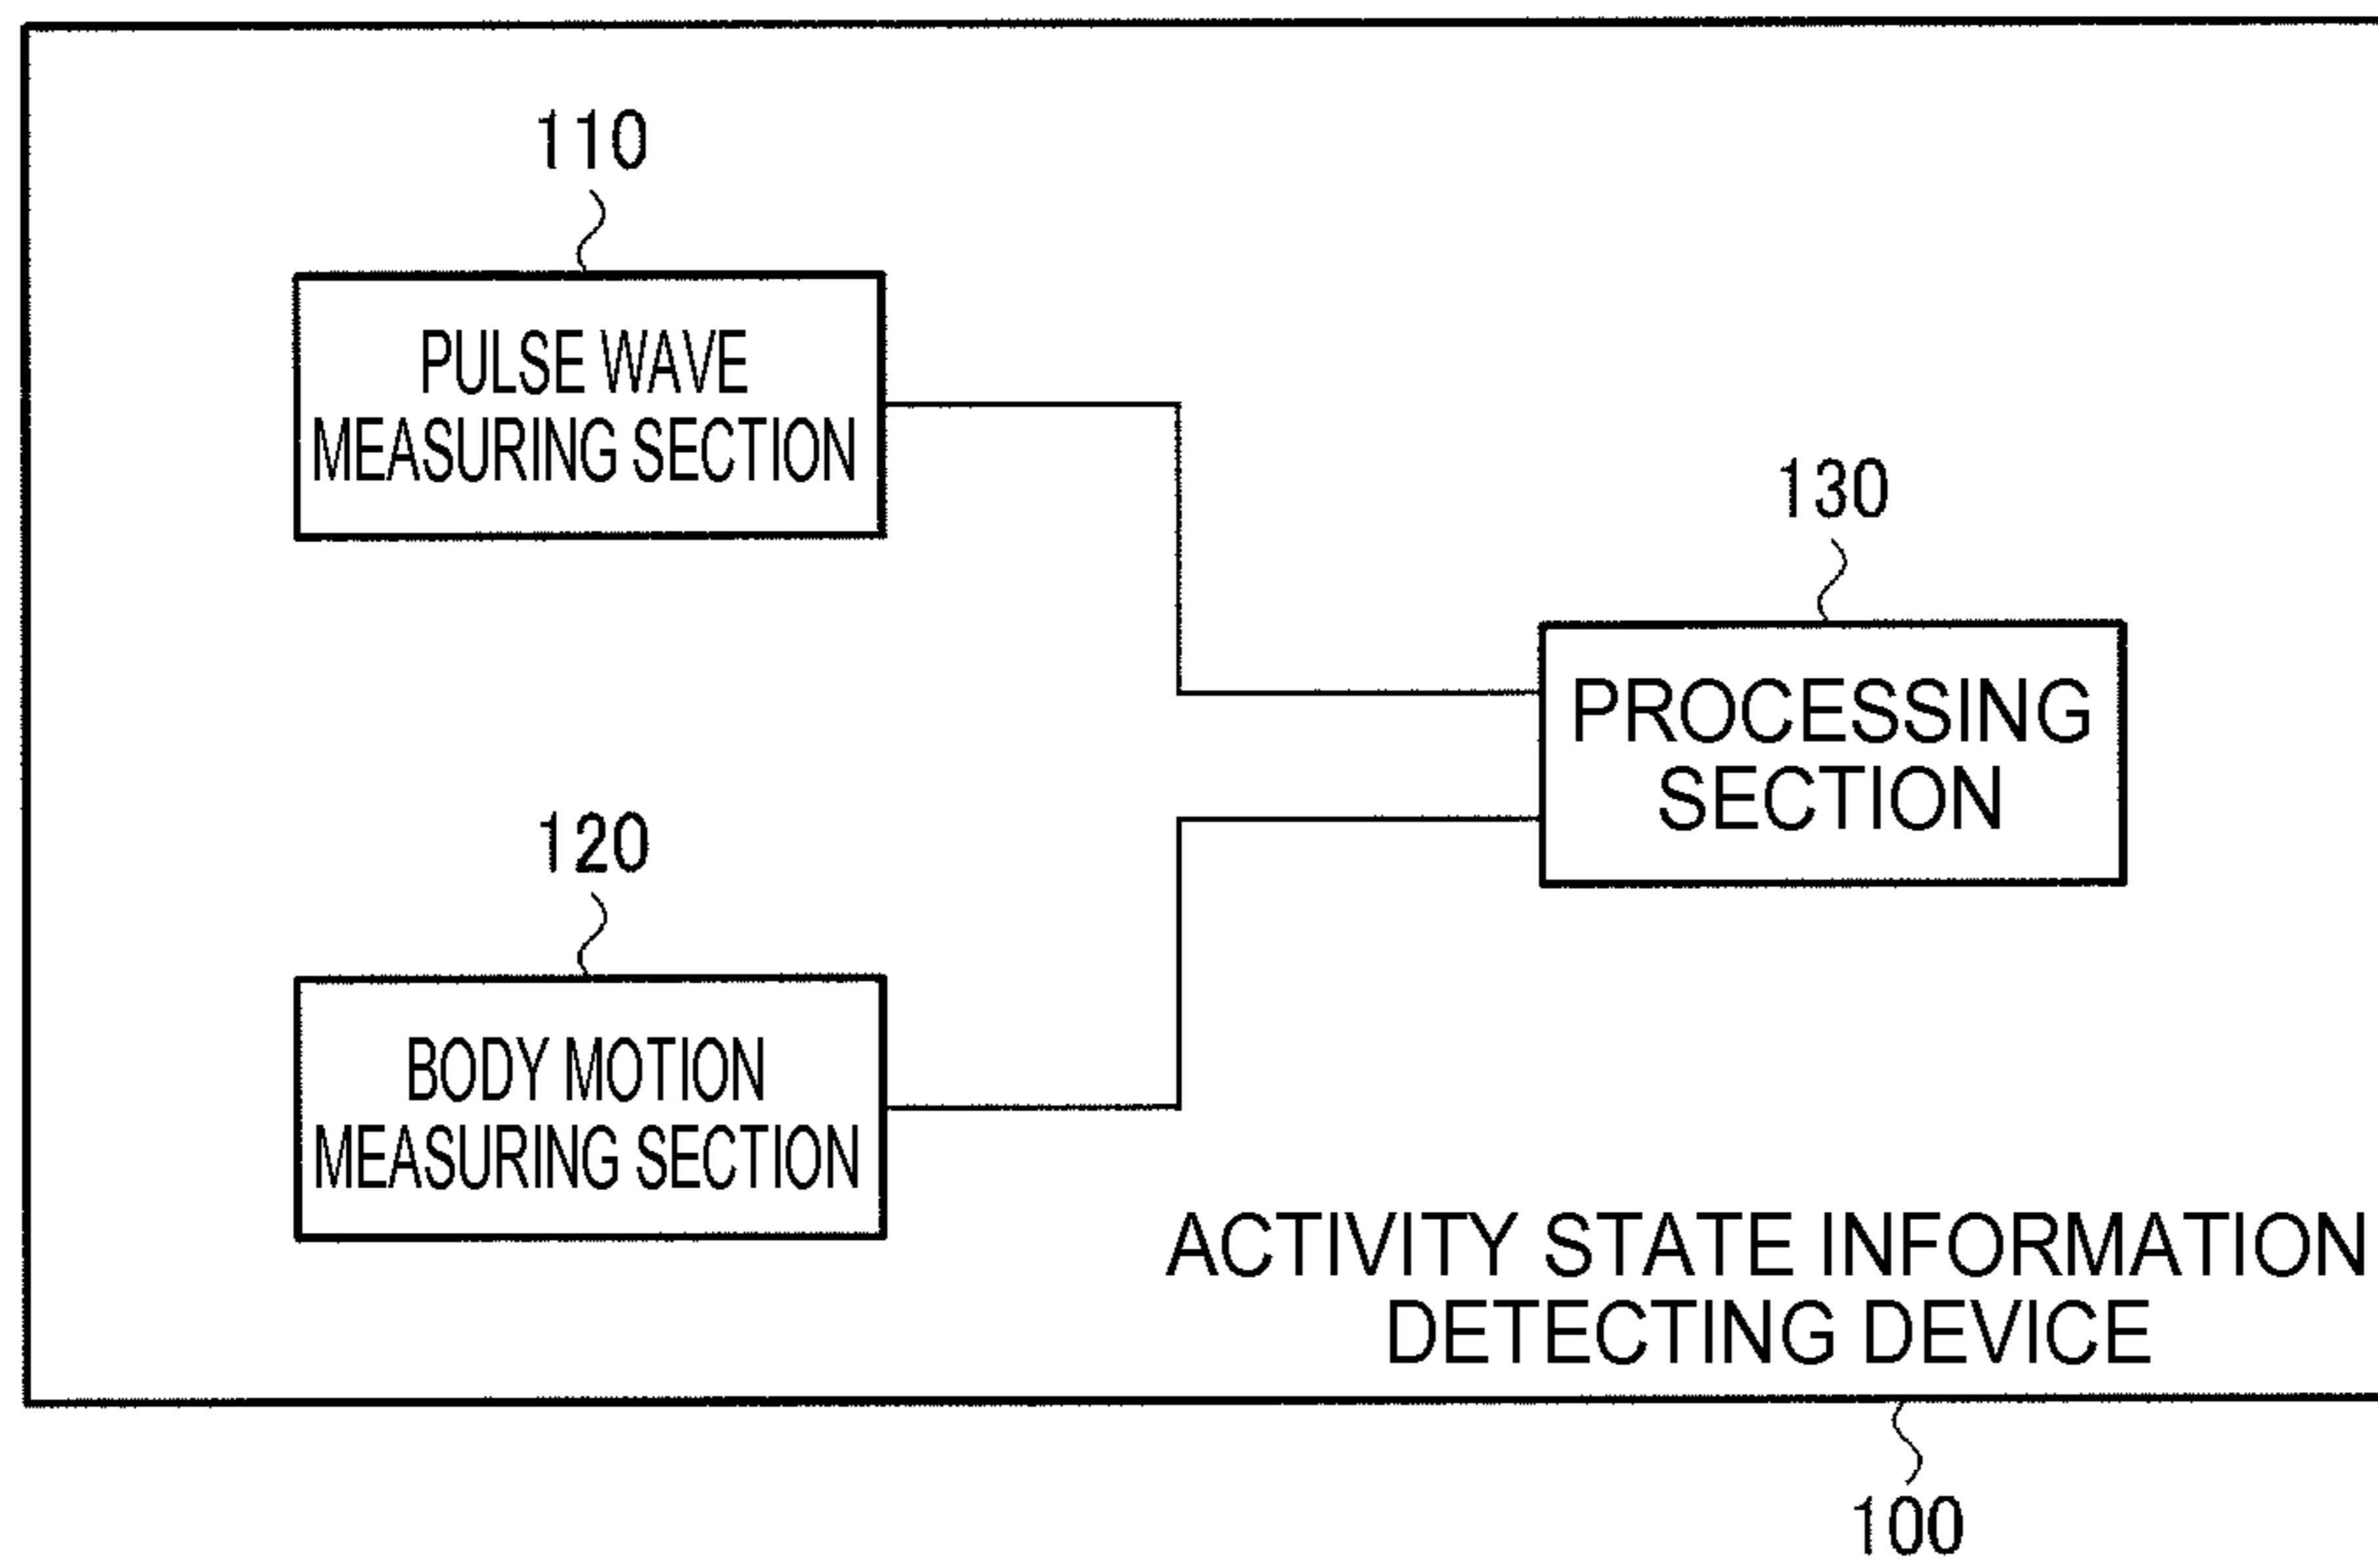 110
PULSE WAVE
MEASURING SECTION
130
PROCESSING
SECTION
120
BODY MOTION
MEASURING SECTION
ACTIVITY STATE INFORMATION
DETECTING DEVICE
100